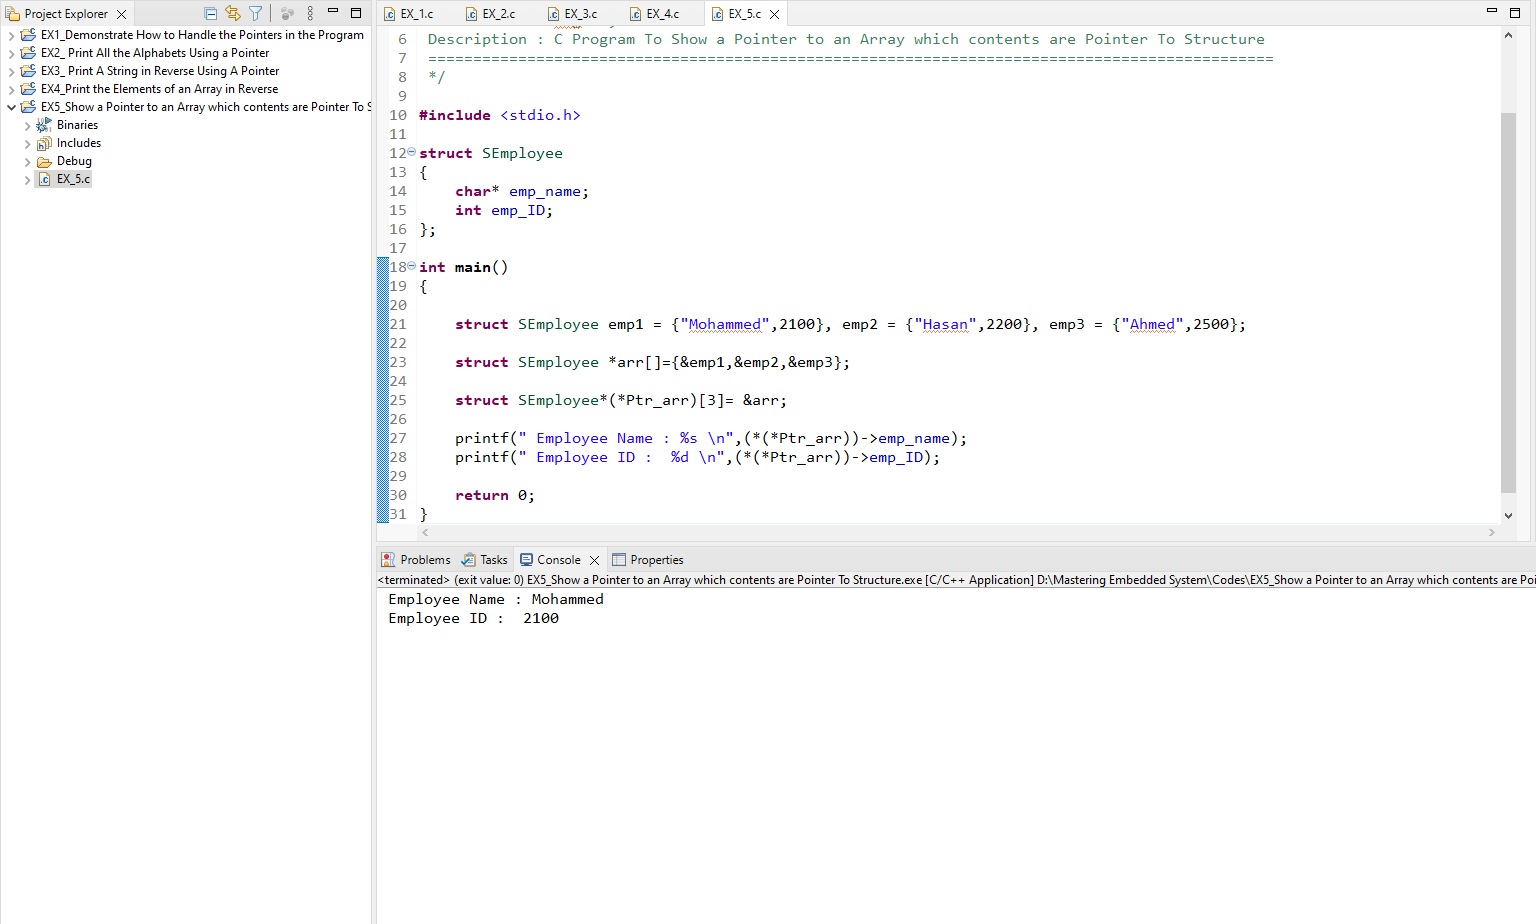 Project Explorer
EX1_Demonstrate How to Handle the Pointers in the Program
EX2_ Print All the Alphabets Using a Pointer
EX3_ Print A String in Reverse Using A Pointer
EX4_Print the Elements of an Array in Reverse
EX5_Show a Pointer to an Array which contents are Pointer To S
Binaries
Includes
Debug
EX_5.c
EX_1.c EX_2.c EX_3.c EX_4.c EX_5.c
6 Description : C Program To Show a Pointer to an Array which contents are Pointer To Structure
7 ==============================================================================================
8 */
9
10 #include <stdio.h>
11
12 struct SEmployee
13 {
14 char* emp_name;
15 int emp_ID;
16 };
17
18 int main()
19 {
20
21 struct SEmployee emp1 = {"Mohammed",2100}, emp2 = {"Hasan",2200}, emp3 = {"Ahmed",2500};
22
23 struct SEmployee *arr[]={&emp1,&emp2,&emp3};
24
25 struct SEmployee*(*Ptr_arr)[3]= &arr;
26
27 printf(" Employee Name : %s \n",(*(*Ptr_arr))->emp_name);
28 printf(" Employee ID :  %d \n",(*(*Ptr_arr))->emp_ID);
29
30 return 0;
31 }
Problems Tasks Console Properties
<terminated> (exit value: 0) EX5_Show a Pointer to an Array which contents are Pointer To Structure.exe [C/C++ Application] D:\Mastering Embedded System\Codes\EX5_Show a Pointer to an Array which contents are Poi
Employee Name : Mohammed
Employee ID :  2100